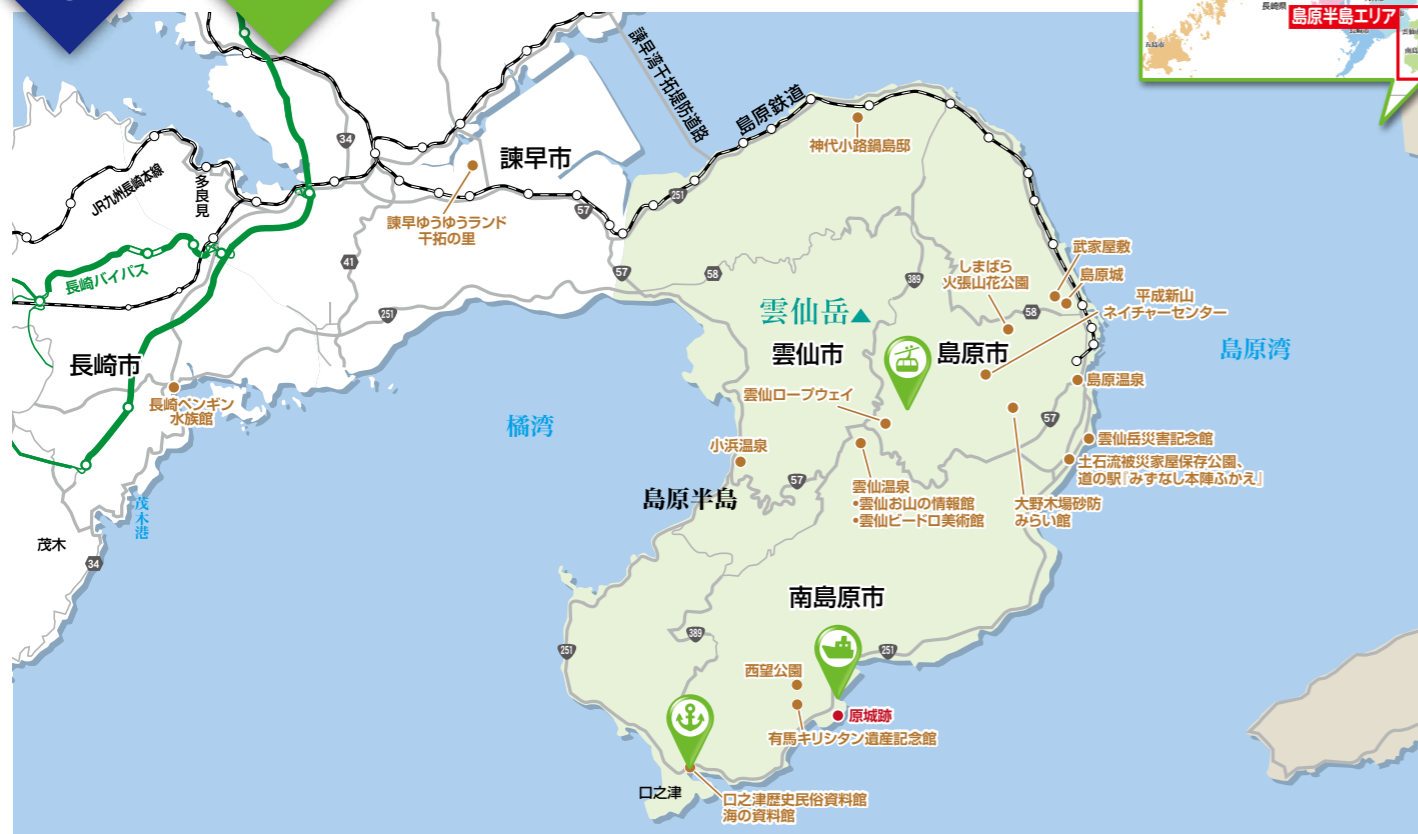 長崎県
島原半島エリア
五島市
諫早湾干拓堤防道路
島原鉄道
神代小路鍋島邸
34
諫早市
JR九州長崎本線
多良見
251
57
諫早ゆうゆうランド
干拓の里
武家屋敷
しまばら
火張山花公園
島原城
長崎バイパス
41
57
58
389
平成新山
ネイチャーセンター
雲仙岳▲
58
251
島原湾
雲仙市
島原市
長崎市
島原温泉
長崎ペンギン
水族館
雲仙ロープウェイ
橘湾
57
小浜温泉
雲仙岳災害記念館
土石流被災家屋保存公園、
道の駅『みずなし本陣ふかえ』
57
島原半島
雲仙温泉
•雲仙お山の情報館
•雲仙ビードロ美術館
大野木場砂防
みらい館
茂木港
茂木
34
南島原市
389
251
251
西望公園
原城跡
有馬キリシタン遺産記念館
口之津
口之津歴史民俗資料館
海の資料館